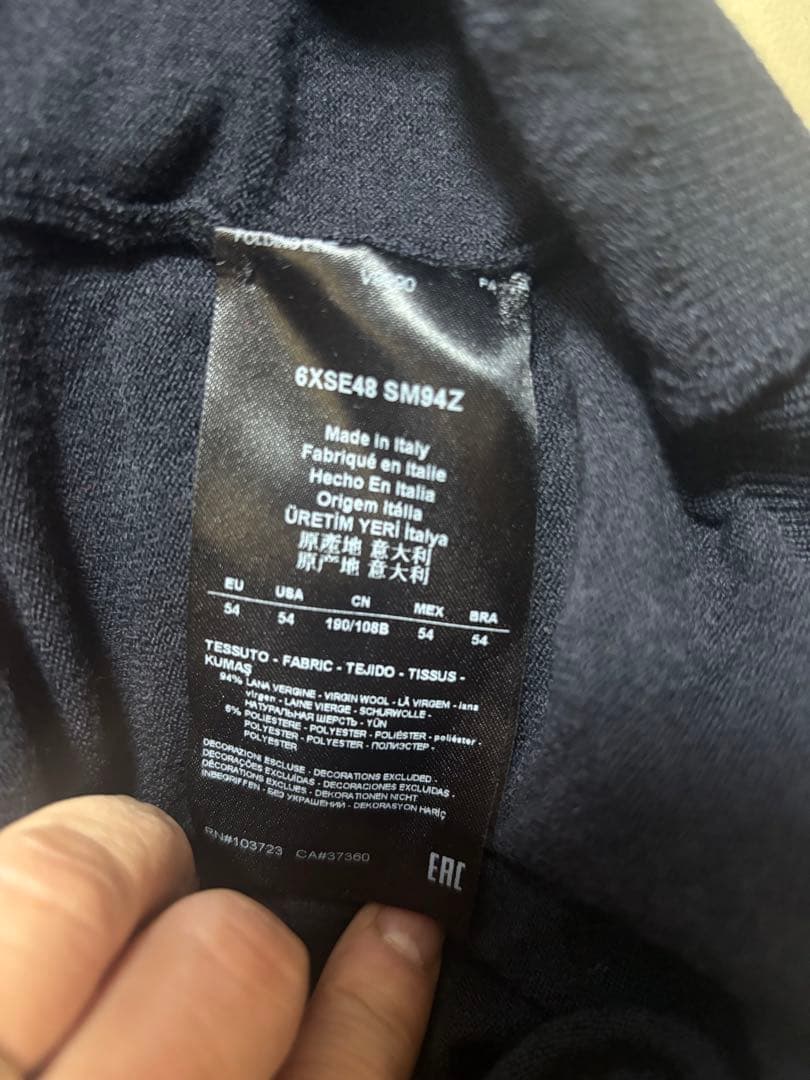 FOLDING LINE
6XSE48 SM94Z
Made in Italy
Fabriqué en Italie
Hecho En Italia
Origem Itália
ÜRETİM YERİ İtalya
原產地 意大利
原产地 意大利
EU USA CN MEX BRA
54 54 190/108B 54 54
TESSUTO - FABRIC - TEJIDO - TISSUS -
KUMAŞ
94% LANA VERGINE - VIRGIN WOOL - LÃ VIRGEM - lana
virgen - LAINE VIERGE - SCHURWOLLE -
НАТУРАЛЬНАЯ ШЕРСТЬ - YÜN
6% POLIESTERE - POLYESTER - POLIÉSTER - poliéster -
POLYESTER - POLYESTER - ПОЛИЭСТЕР -
POLYESTER
DECORAZIONI ESCLUSE - DECORATIONS EXCLUDED -
DECORAÇÕES EXCLUÍDAS - DECORACIONES EXCLUIDAS -
DÉCORATIONS EXCLUES - DEKORATIONEN NICHT
INBEGRIFFEN - БЕЗ УКРАШЕНИИ - DEKORASYON HARİÇ
RN#103723 CA#37360
EAC